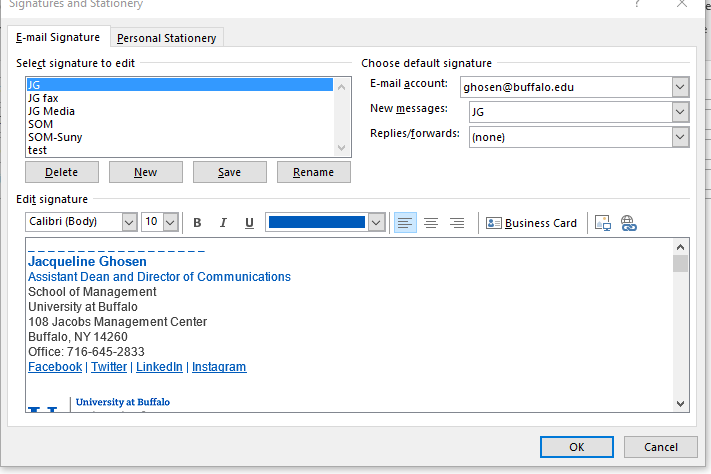 Signatures and Stationery
? ✕
E-mail Signature Personal Stationery
Select signature to edit
JG
JG fax
JG Media
SOM
SOM-Suny
test
Delete New Save Rename
Choose default signature
E-mail account: ghosen@buffalo.edu
New messages: JG
Replies/forwards: (none)
Edit signature
Calibri (Body) 10 B I U Business Card
_ _ _ _ _ _ _ _ _ _ _ _ _ _ _ _ _ _
Jacqueline Ghosen
Assistant Dean and Director of Communications
School of Management
University at Buffalo
108 Jacobs Management Center
Buffalo, NY 14260
Office: 716-645-2833
Facebook | Twitter | LinkedIn | Instagram
University at Buffalo
OK Cancel